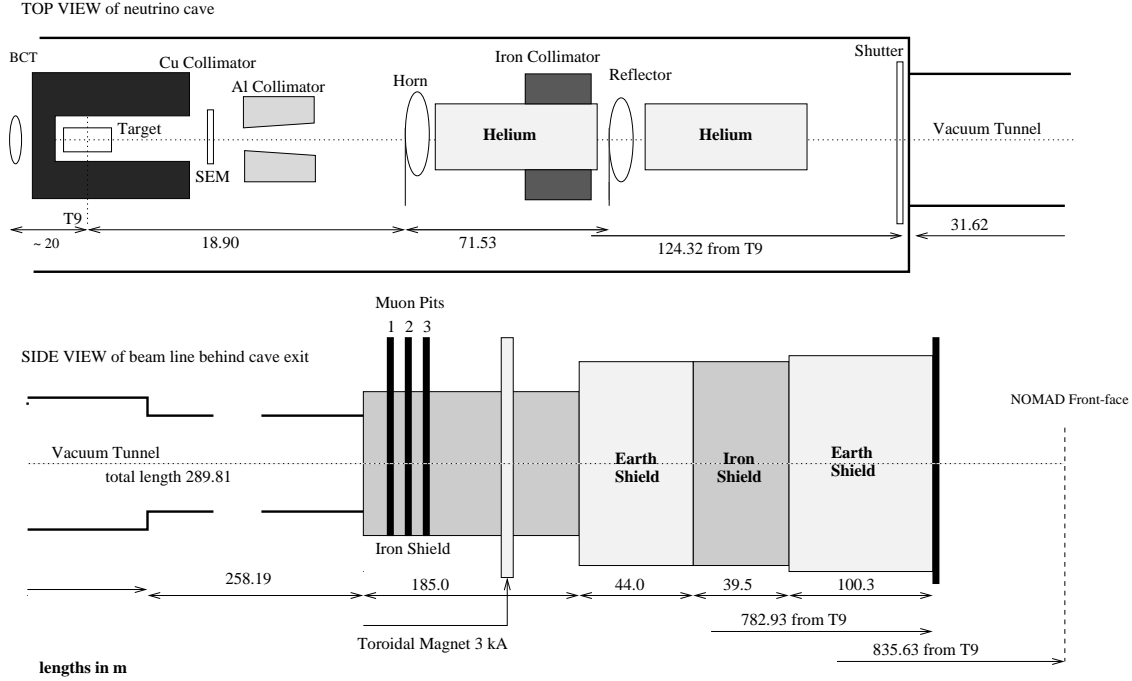 TOP VIEW of neutrino cave
BCT
Cu Collimator
Al Collimator
Horn
Iron Collimator
Reflector
Shutter
Target
Helium
Helium
Vacuum Tunnel
SEM
T9
~ 20
18.90
71.53
124.32 from T9
31.62
Muon Pits
1 2 3
SIDE VIEW of beam line behind cave exit
NOMAD Front-face
Vacuum Tunnel
total length 289.81
Earth
Shield
Iron
Shield
Earth
Shield
Iron Shield
258.19
185.0
44.0
39.5
100.3
782.93 from T9
Toroidal Magnet 3 kA
835.63 from T9
lengths in m